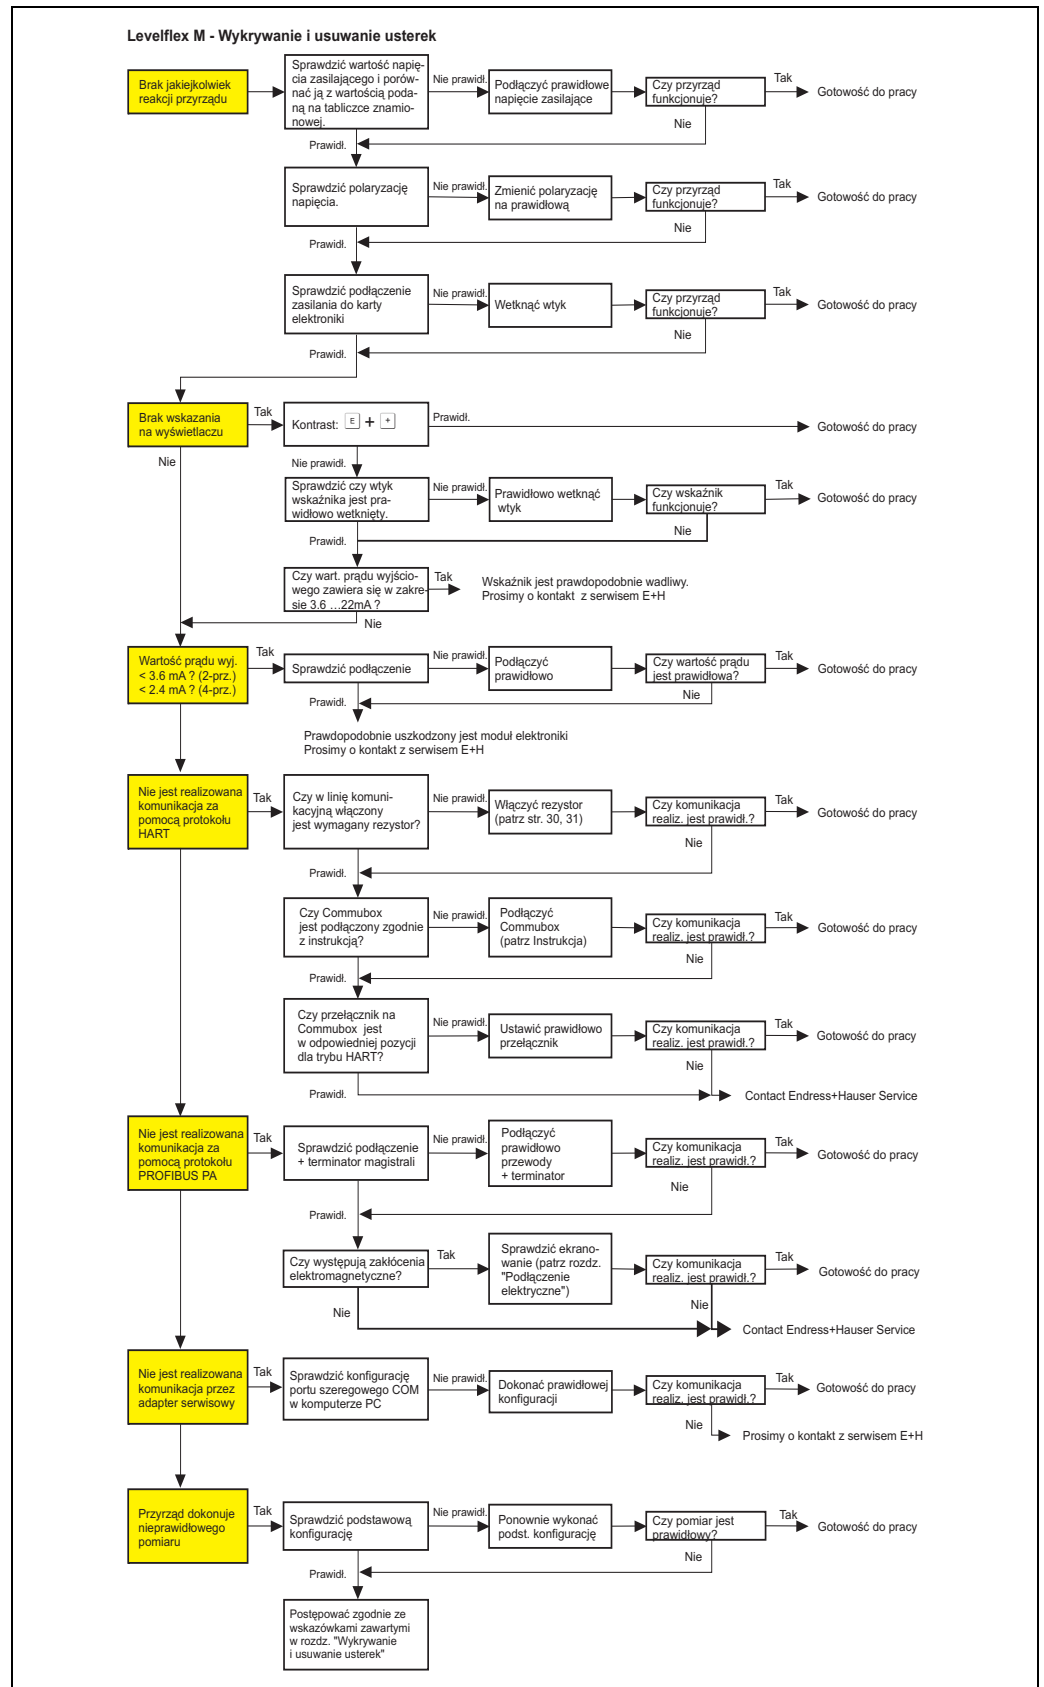 Levelflex M - Wykrywanie i usuwanie usterek
Brak jakiejkolwiek
reakcji przyrządu
Sprawdzić wartość napię-
cia zasilającego i porów-
nać ją z wartością poda-
ną na tabliczce znamio-
nowej.
Nie prawidł.
Podłączyć prawidłowe
napięcie zasilające
Czy przyrząd
funkcjonuje?
Tak
Gotowość do pracy
Nie
Prawidł.
Sprawdzić polaryzację
napięcia.
Nie prawidł.
Zmienić polaryzację
na prawidłową
Czy przyrząd
funkcjonuje?
Tak
Gotowość do pracy
Nie
Prawidł.
Sprawdzić podłączenie
zasilania do karty
elektroniki
Nie prawidł.
Wetknąć wtyk
Czy przyrząd
funkcjonuje?
Tak
Gotowość do pracy
Nie
Prawidł.
Brak wskazania
na wyświetlaczu
Tak
Kontrast: E + +
Prawidł.
Gotowość do pracy
Nie
Nie prawidł.
Sprawdzić czy wtyk
wskaźnika jest pra-
widłowo wetknięty.
Nie prawidł.
Prawidłowo wetknąć
wtyk
Czy wskaźnik
funkcjonuje?
Tak
Gotowość do pracy
Nie
Prawidł.
Czy wart. prądu wyjścio-
wego zawiera się w zakre-
sie 3.6 ...22mA ?
Tak
Wskaźnik jest prawdopodobnie wadliwy.
Prosimy o kontakt z serwisem E+H
Nie
Wartość prądu wyj.
< 3.6 mA ? (2-prz.)
< 2.4 mA ? (4-prz.)
Tak
Sprawdzić podłączenie
Nie prawidł.
Podłączyć
prawidłowo
Czy wartość prądu
jest prawidłowa?
Tak
Gotowość do pracy
Nie
Prawidł.
Prawdopodobnie uszkodzony jest moduł elektroniki
Prosimy o kontakt z serwisem E+H
Nie jest realizowana
komunikacja za
pomocą protokołu
HART
Tak
Czy w linię komuni-
kacyjną włączony
jest wymagany rezystor?
Nie prawidł.
Włączyć rezystor
(patrz str. 30, 31)
Czy komunikacja
realiz. jest prawidł.?
Tak
Gotowość do pracy
Nie
Prawidł.
Czy Commubox
jest podłączony zgodnie
z instrukcją?
Nie prawidł.
Podłączyć
Commubox
(patrz Instrukcja)
Czy komunikacja
realiz. jest prawidł.?
Tak
Gotowość do pracy
Nie
Prawidł.
Czy przełącznik na
Commubox jest
w odpowiedniej pozycji
dla trybu HART?
Nie prawidł.
Ustawić prawidłowo
przełącznik
Czy komunikacja
realiz. jest prawidł.?
Tak
Gotowość do pracy
Nie
Prawidł.
Contact Endress+Hauser Service
Nie jest realizowana
komunikacja za
pomocą protokołu
PROFIBUS PA
Tak
Sprawdzić podłączenie
+ terminator magistrali
Nie prawidł.
Podłączyć
prawidłowo
przewody
+ terminator
Czy komunikacja
realiz. jest prawidł.?
Tak
Gotowość do pracy
Nie
Prawidł.
Czy występują zakłócenia
elektromagnetyczne?
Tak
Sprawdzić ekrano-
wanie (patrz rozdz.
"Podłączenie
elektryczne")
Czy komunikacja
realiz. jest prawidł.?
Tak
Gotowość do pracy
Nie
Nie
Contact Endress+Hauser Service
Nie jest realizowana
komunikacja przez
adapter serwisowy
Tak
Sprawdzić konfigurację
portu szeregowego COM
w komputerze PC
Nie prawidł.
Dokonać prawidłowej
konfiguracji
Czy komunikacja
realiz. jest prawidł.?
Tak
Gotowość do pracy
Nie
Prosimy o kontakt z serwisem E+H
Przyrząd dokonuje
nieprawidłowego
pomiaru
Tak
Sprawdzić podstawową
konfigurację
Nie prawidł.
Ponownie wykonać
podst. konfigurację
Czy pomiar jest
prawidłowy?
Tak
Gotowość do pracy
Nie
Prawidł.
Postępować zgodnie ze
wskazówkami zawartymi
w rozdz. "Wykrywanie
i usuwanie usterek"